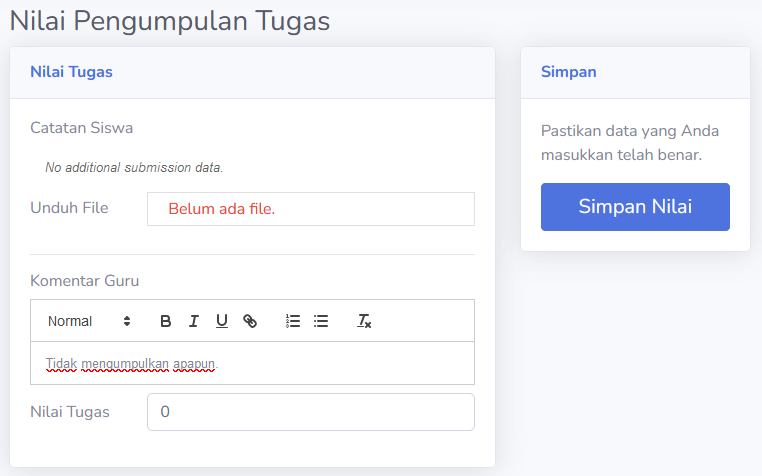 Nilai Pengumpulan Tugas
Nilai Tugas
Catatan Siswa
No additional submission data.
Unduh File
Belum ada file.
Komentar Guru
Normal
B I U
Tidak mengumpulkan apapun.
Nilai Tugas
0
Simpan
Pastikan data yang Anda
masukkan telah benar.
Simpan Nilai